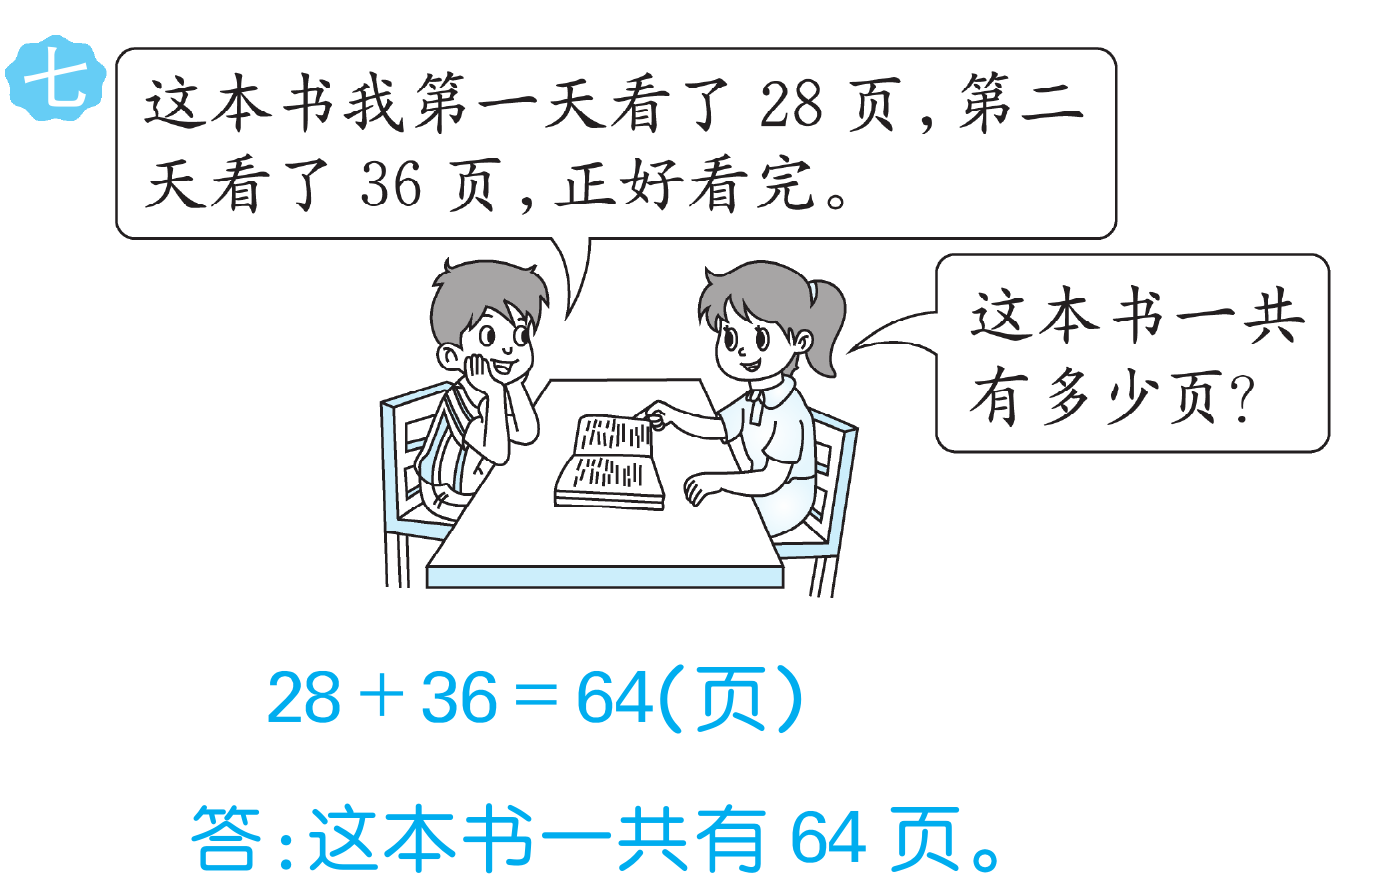 七
这本书我第一天看了 28 页,第二
天看了 36 页,正好看完。
这本书一共
有多少页?
28+36=64(页)
答:这本书一共有 64 页。